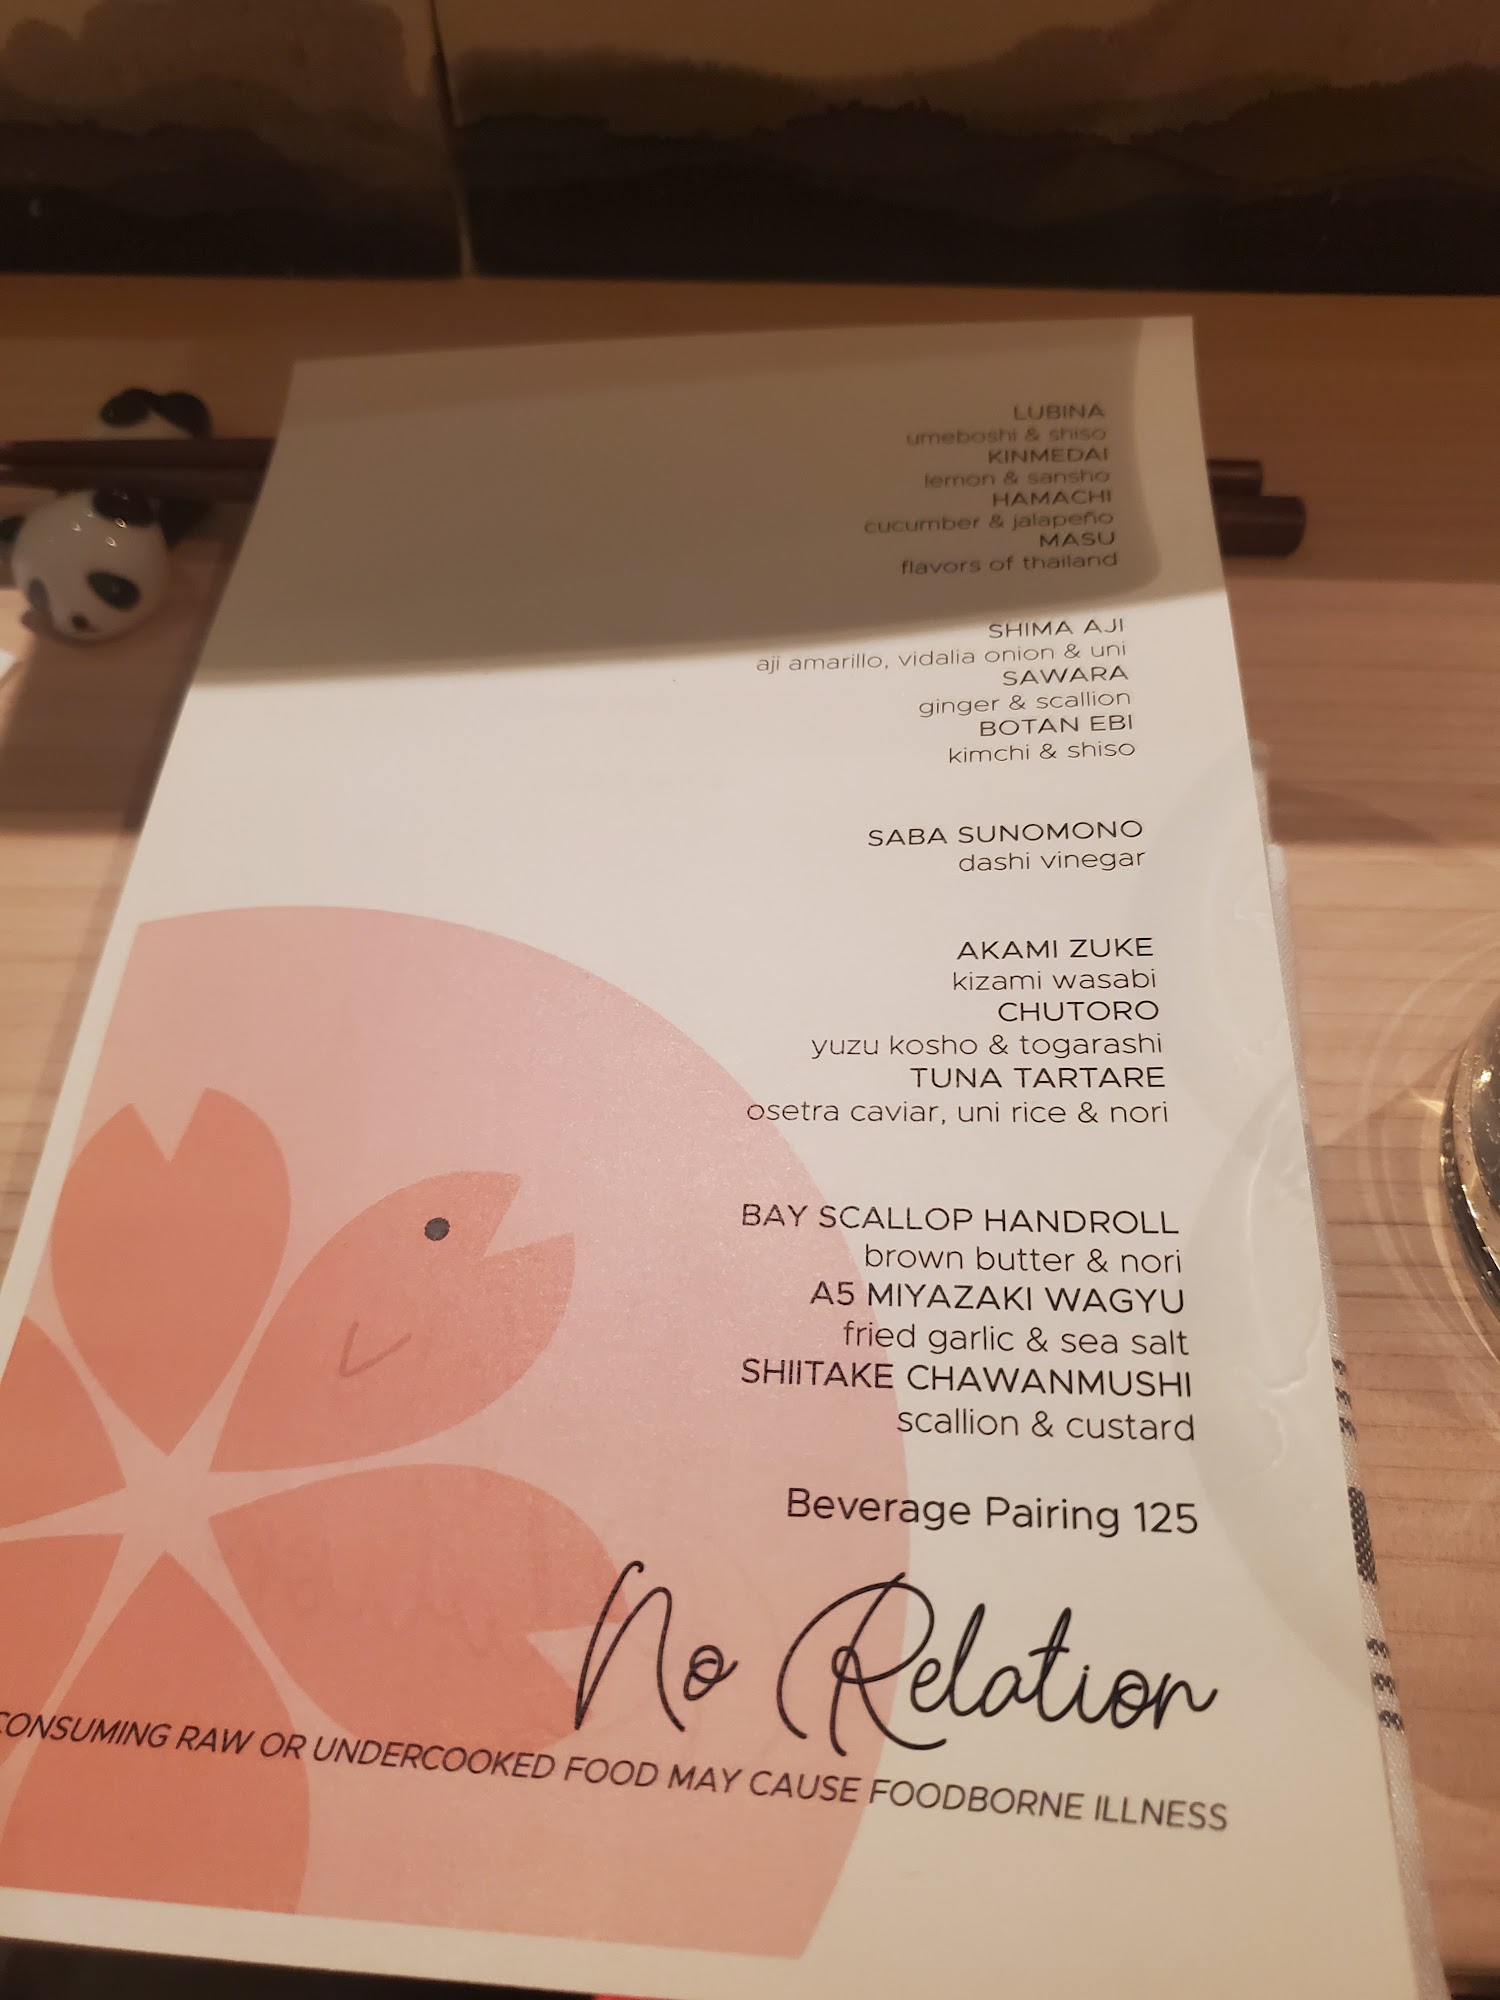 LUBINA
umeboshi & shiso
KINMEDAI
lemon & sansho
HAMACHI
cucumber & jalapeño
MASU
flavors of thailand
SHIMA AJI
aji amarillo, vidalia onion & uni
SAWARA
ginger & scallion
BOTAN EBI
kimchi & shiso
SABA SUNOMONO
dashi vinegar
AKAMI ZUKE
kizami wasabi
CHUTORO
yuzu kosho & togarashi
TUNA TARTARE
osetra caviar, uni rice & nori
BAY SCALLOP HANDROLL
brown butter & nori
A5 MIYAZAKI WAGYU
fried garlic & sea salt
SHIITAKE CHAWANMUSHI
scallion & custard
Beverage Pairing 125
No Relation
CONSUMING RAW OR UNDERCOOKED FOOD MAY CAUSE FOODBORNE ILLNESS